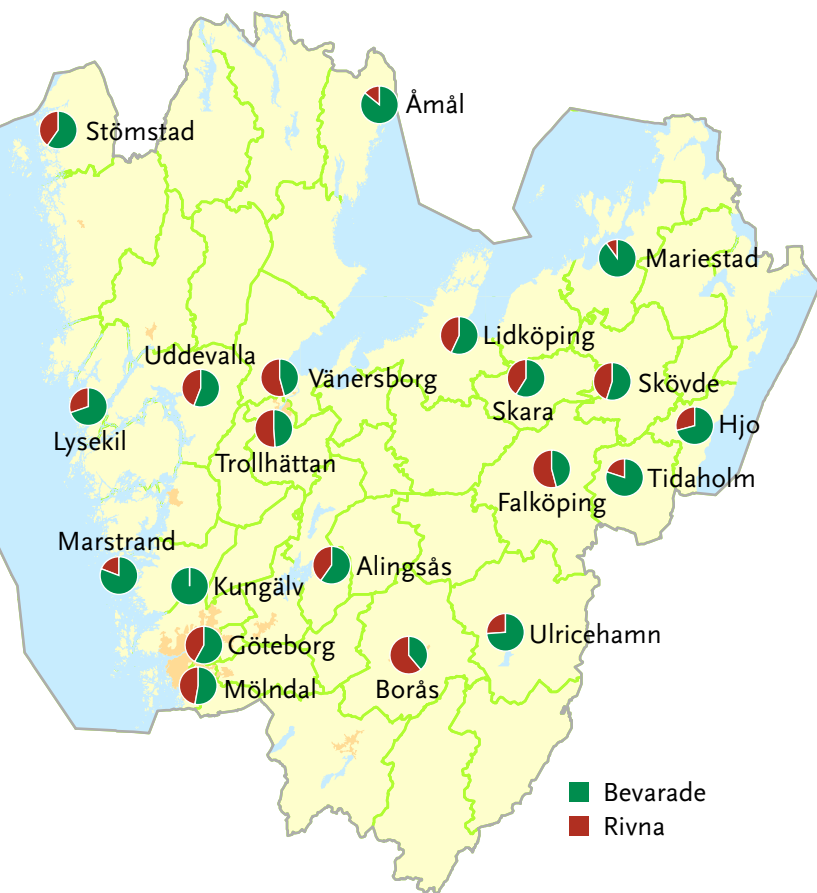 Åmål
Stömstad
Mariestad
Lidköping
Uddevalla
Vänersborg
Skara
Skövde
Lysekil
Hjo
Trollhättan
Tidaholm
Falköping
Marstrand
Alingsås
Kungälv
Ulricehamn
Göteborg
Mölndal
Borås
Bevarade
Rivna